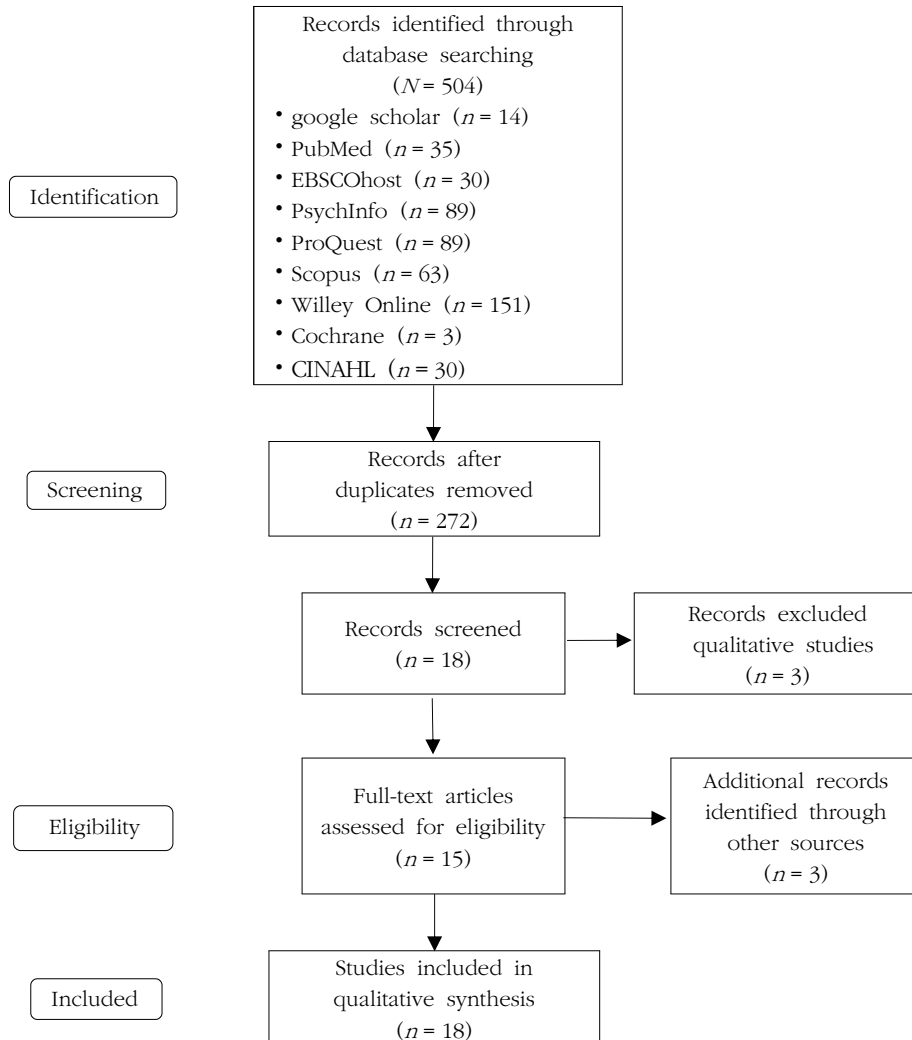 Records identified through
database searching
(N = 504)
• google scholar (n = 14)
• PubMed (n = 35)
• EBSCOhost (n = 30)
• PsychInfo (n = 89)
• ProQuest (n = 89)
• Scopus (n = 63)
• Willey Online (n = 151)
• Cochrane (n = 3)
• CINAHL (n = 30)
Identification
Records after
duplicates removed
(n = 272)
Screening
Records screened
(n = 18)
Records excluded
qualitative studies
(n = 3)
Full-text articles
assessed for eligibility
(n = 15)
Additional records
identified through
other sources
(n = 3)
Eligibility
Studies included in
qualitative synthesis
(n = 18)
Included